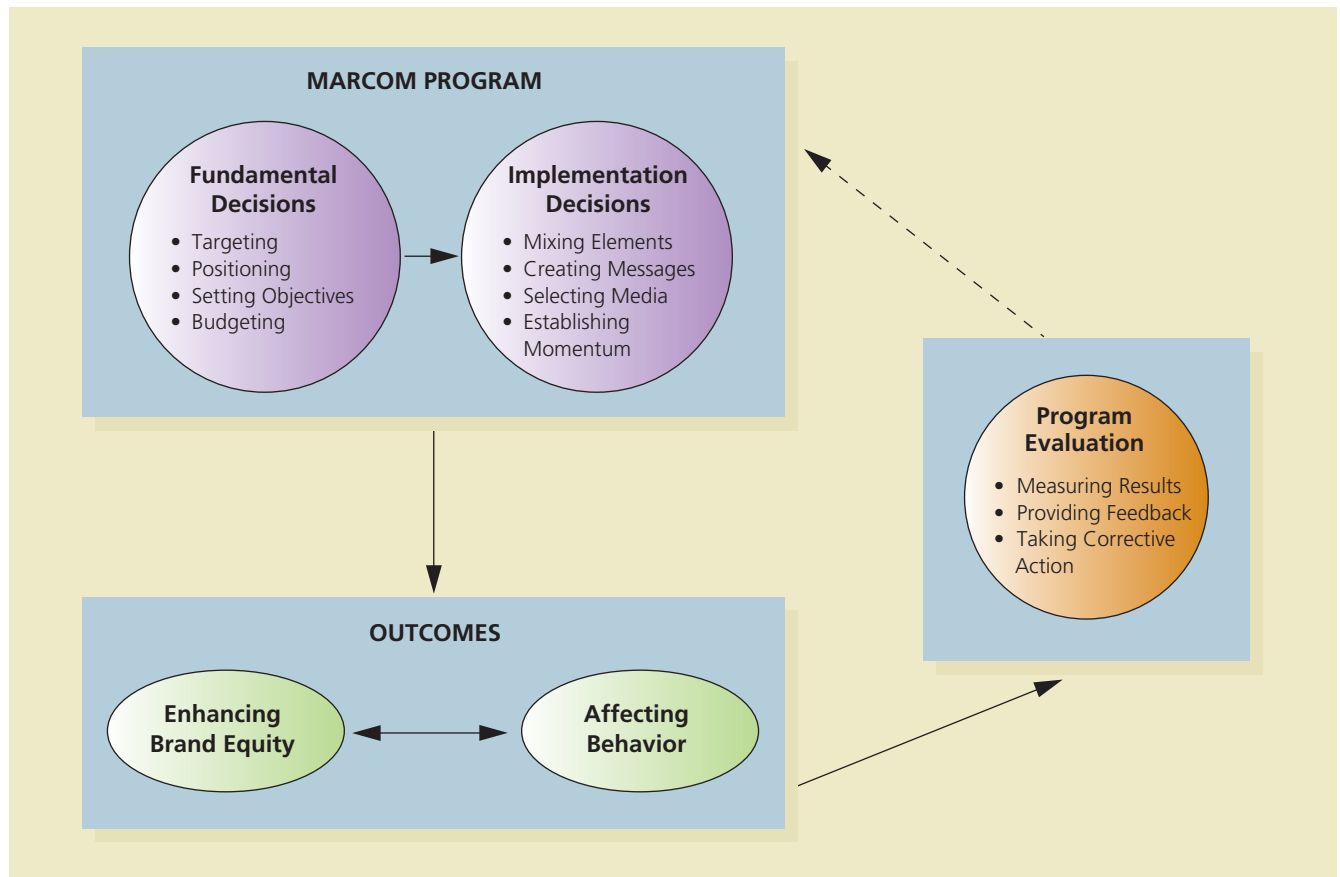 MARCOM PROGRAM
Fundamental
Decisions
• Targeting
• Positioning
• Setting Objectives
• Budgeting
Implementation
Decisions
• Mixing Elements
• Creating Messages
• Selecting Media
• Establishing
Momentum
Program
Evaluation
• Measuring Results
• Providing Feedback
• Taking Corrective
Action
OUTCOMES
Enhancing
Brand Equity
Affecting
Behavior